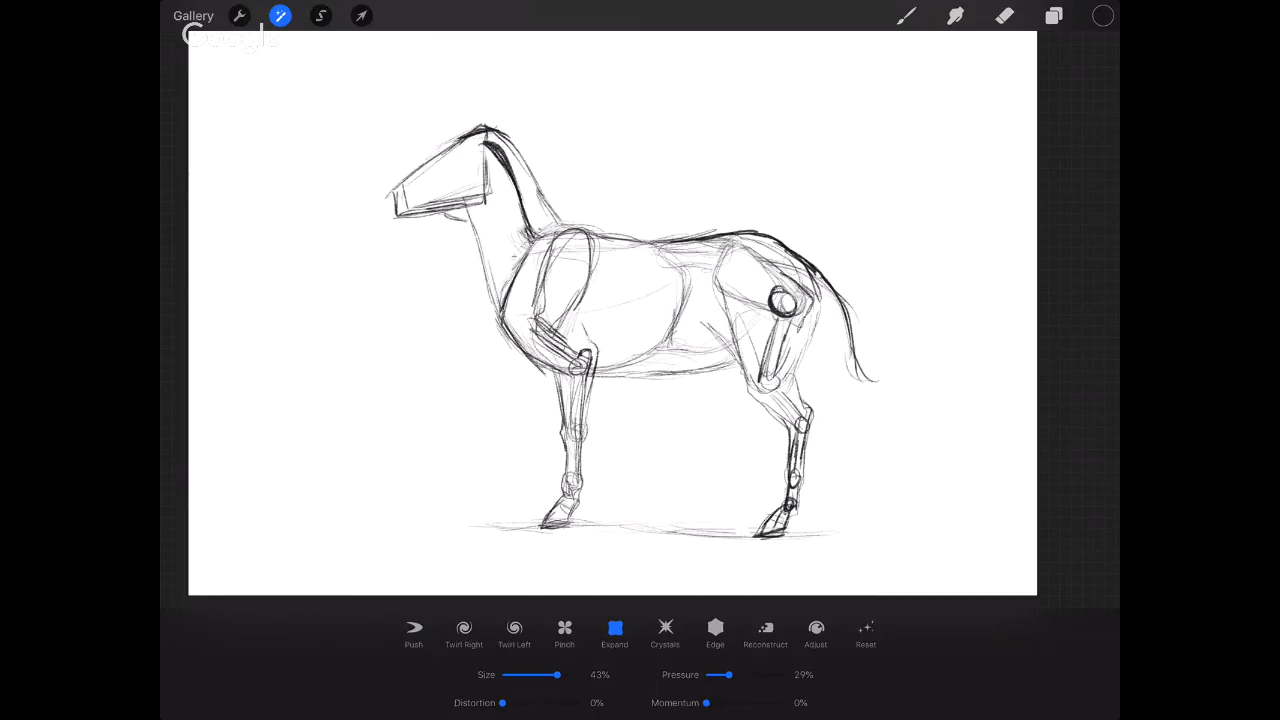 Gallery
Google
Push Twirl Right Twirl Left Pinch Expand Crystals Edge Reconstruct Adjust Reset
Size 43% Pressure 29%
Distortion 0% Momentum 0%